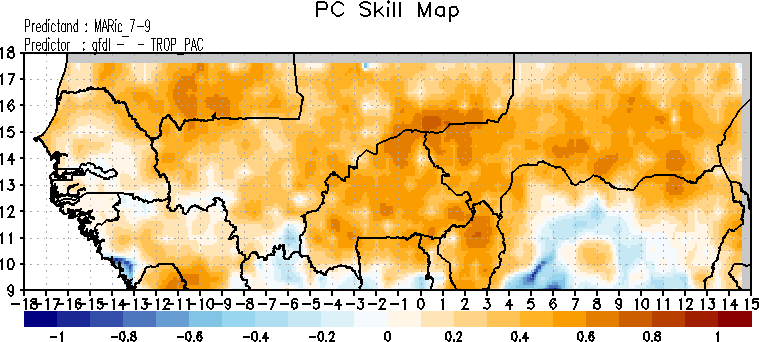 PC Skill Map
Predictand : MARic_7-9
Predictor : gfdl - - TROP_PAC
18
17
16
15
14
13
12
11
10
9
-18-17-16-15-14-13-12-11-10-9 -8 -7 -6 -5 -4 -3 -2 -1 0 1 2 3 4 5 6 7 8 9 10 11 12 13 14 15
-1 -0.8 -0.6 -0.4 -0.2 0 0.2 0.4 0.6 0.8 1